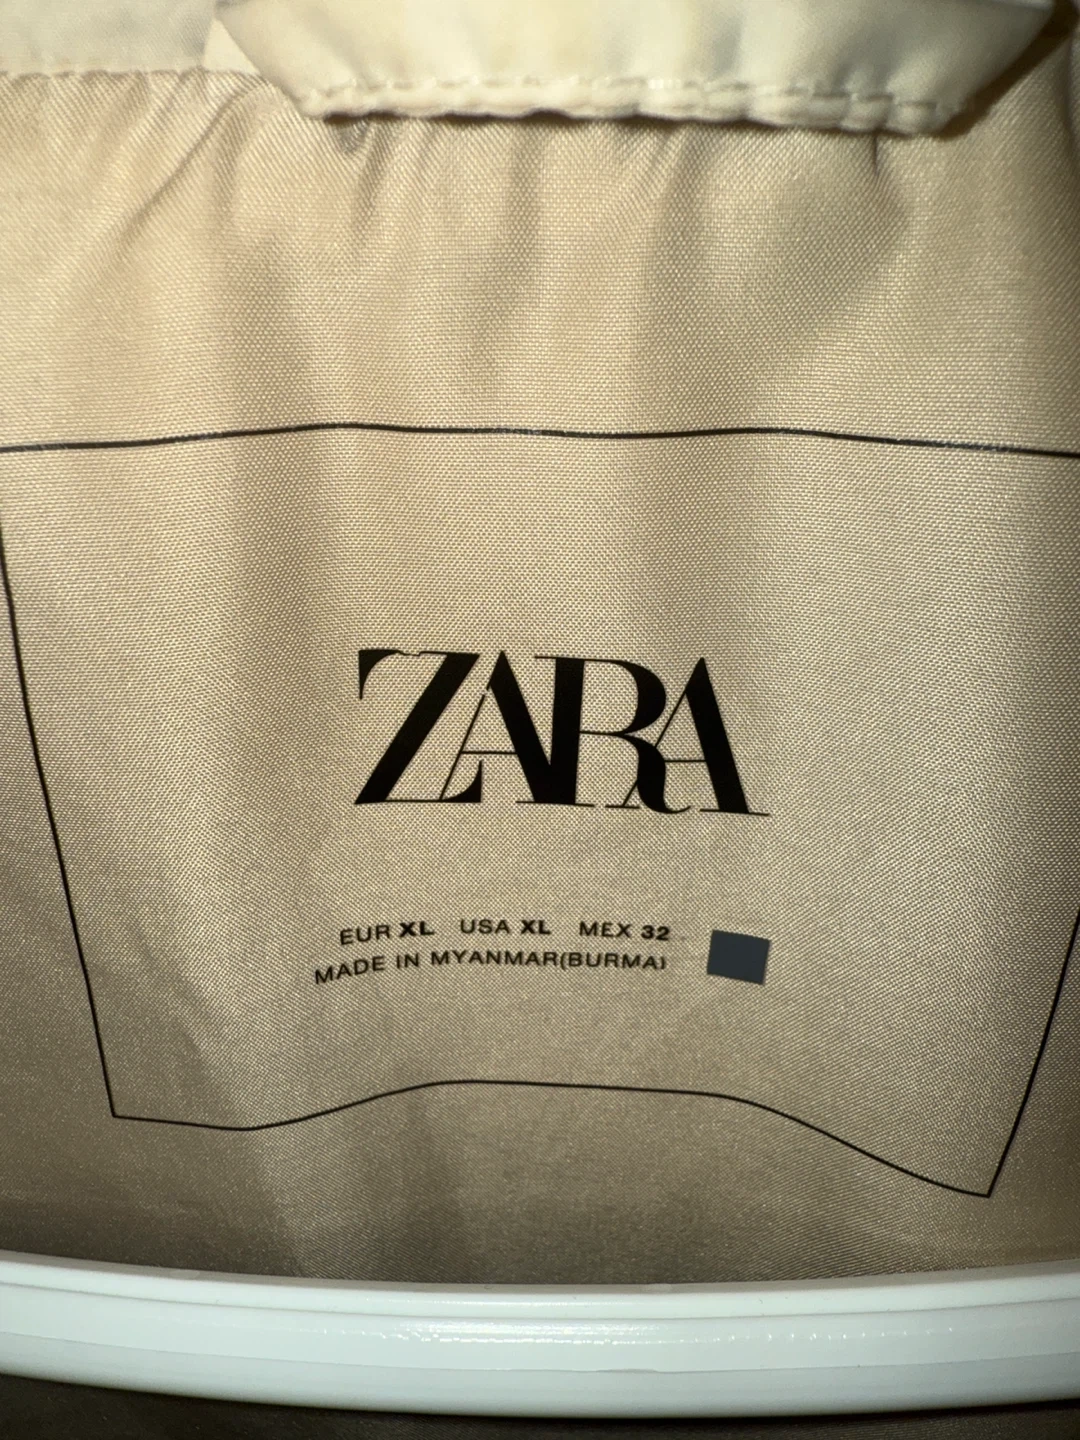 ZARA
EUR XL USA XL MEX 32
MADE IN MYANMAR(BURMA)